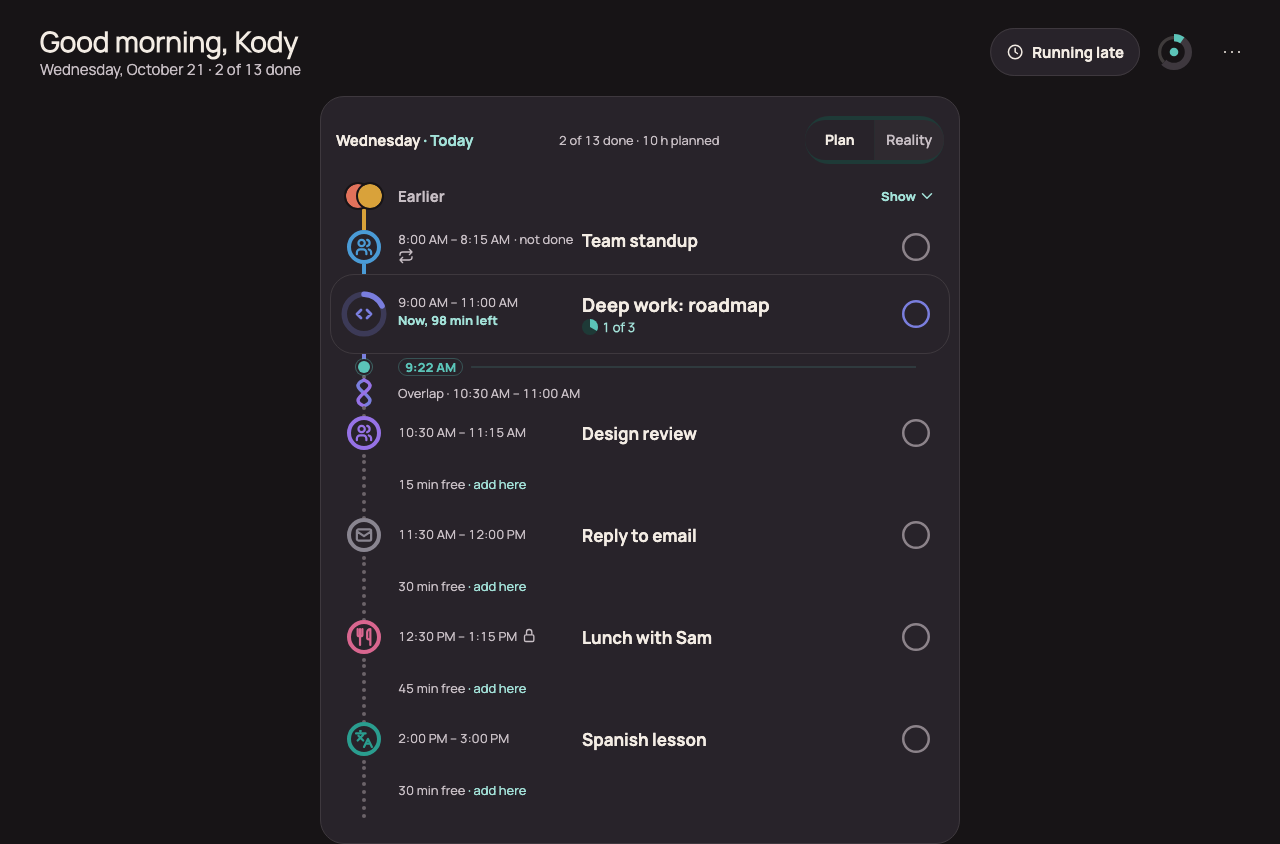 Good morning, Kody
Wednesday, October 21 · 2 of 13 done
Running late
Wednesday · Today
2 of 13 done · 10 h planned
Plan
Reality
Earlier
Show
8:00 AM – 8:15 AM · not done
Team standup
9:00 AM – 11:00 AM
Now, 98 min left
Deep work: roadmap
1 of 3
9:22 AM
Overlap · 10:30 AM – 11:00 AM
10:30 AM – 11:15 AM
Design review
15 min free · add here
11:30 AM – 12:00 PM
Reply to email
30 min free · add here
12:30 PM – 1:15 PM
Lunch with Sam
45 min free · add here
2:00 PM – 3:00 PM
Spanish lesson
30 min free · add here